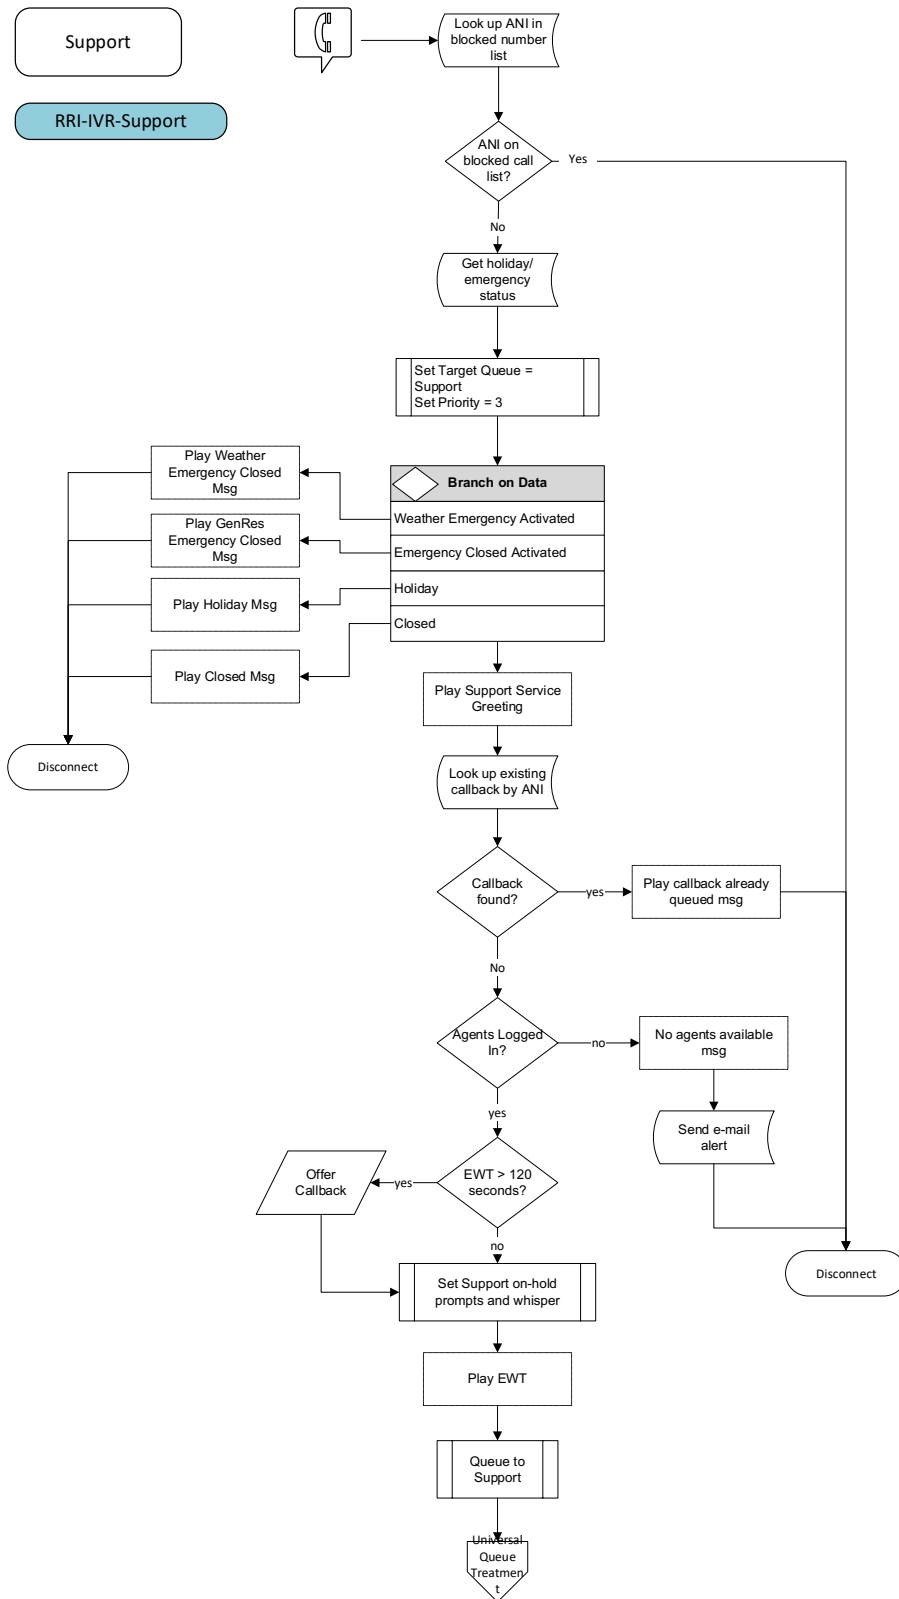 Support
RRI-IVR-Support
Look up ANI in
blocked number
list
ANI on
blocked call
list?
Yes
No
Get holiday/
emergency
status
Set Target Queue =
Support
Set Priority = 3
Branch on Data
Weather Emergency Activated
Emergency Closed Activated
Holiday
Closed
Play Weather
Emergency Closed
Msg
Play GenRes
Emergency Closed
Msg
Play Holiday Msg
Play Closed Msg
Disconnect
Play Support Service
Greeting
Look up existing
callback by ANI
Callback
found?
yes
Play callback already
queued msg
No
Agents Logged
In?
no
No agents available
msg
Send e-mail
alert
yes
EWT > 120
seconds?
yes
Offer
Callback
no
Disconnect
Set Support on-hold
prompts and whisper
Play EWT
Queue to
Support
Universal
Queue
Treatmen
t